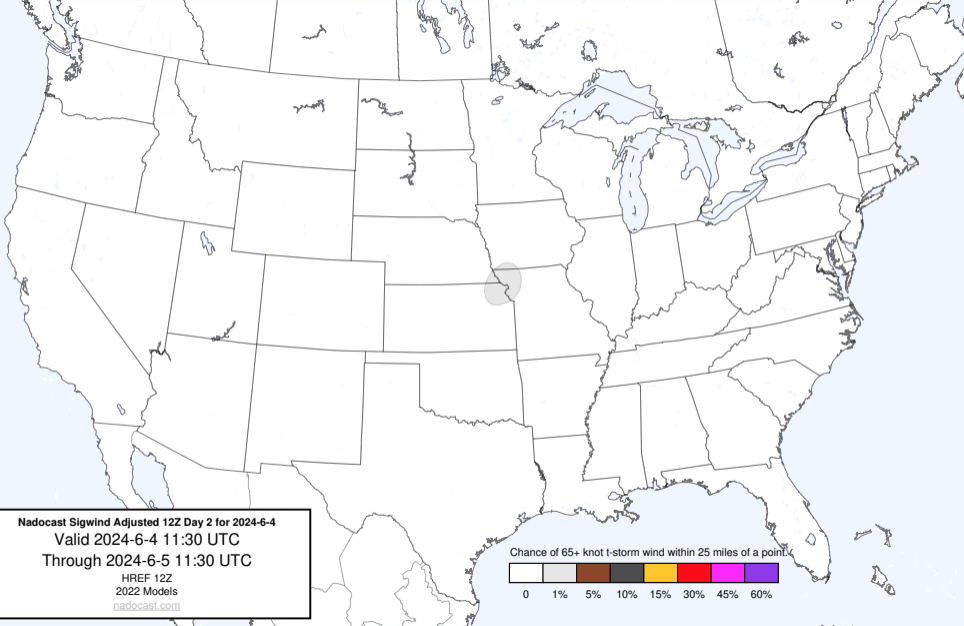 Nadocast Sigwind Adjusted 12Z Day 2 for 2024-6-4
Valid 2024-6-4 11:30 UTC
Through 2024-6-5 11:30 UTC
HREF 12Z
2022 Models
nadocast.com
Chance of 65+ knot t-storm wind within 25 miles of a point.
0 1% 5% 10% 15% 30% 45% 60%